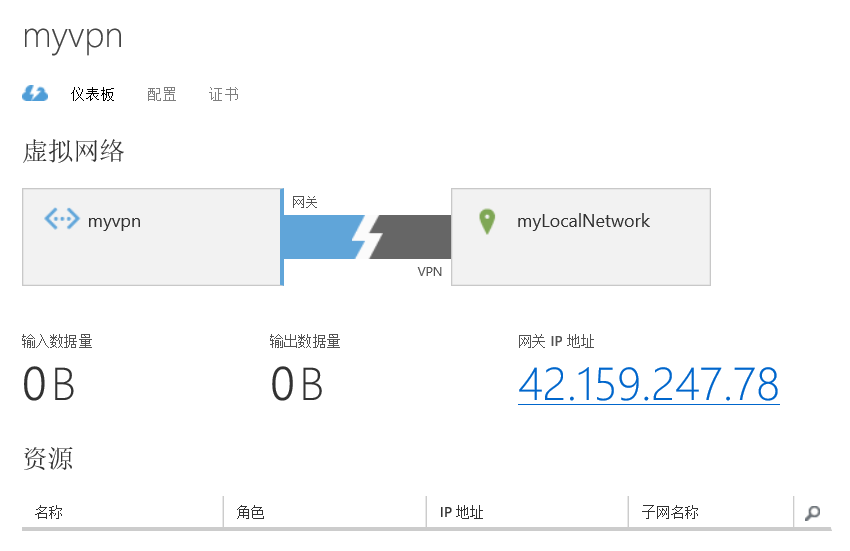 myvpn
仪表板 配置 证书
虚拟网络
网关
myvpn
myLocalNetwork
VPN
输入数据量 输出数据量 网关 IP 地址
0 B 0 B 42.159.247.78
资源
名称 角色 IP 地址 子网名称